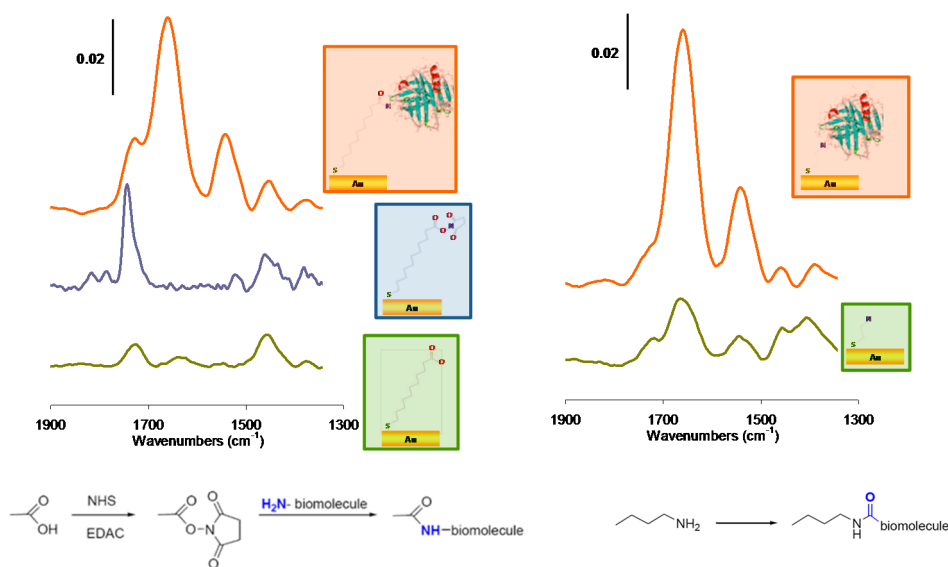 0.02
O
N
S
Au
O
O
O
N
O
S
Au
O
O
S
Au
1900
1700
1500
1300
Wavenumbers (cm⁻¹)
0.02
N
S
Au
N
S
Au
1900
1700
1500
1300
Wavenumbers (cm⁻¹)
O
OH
NHS
EDAC
O
O
O
N
O
H₂N- biomolecule
O
NH-biomolecule
NH₂
O
N
H
biomolecule